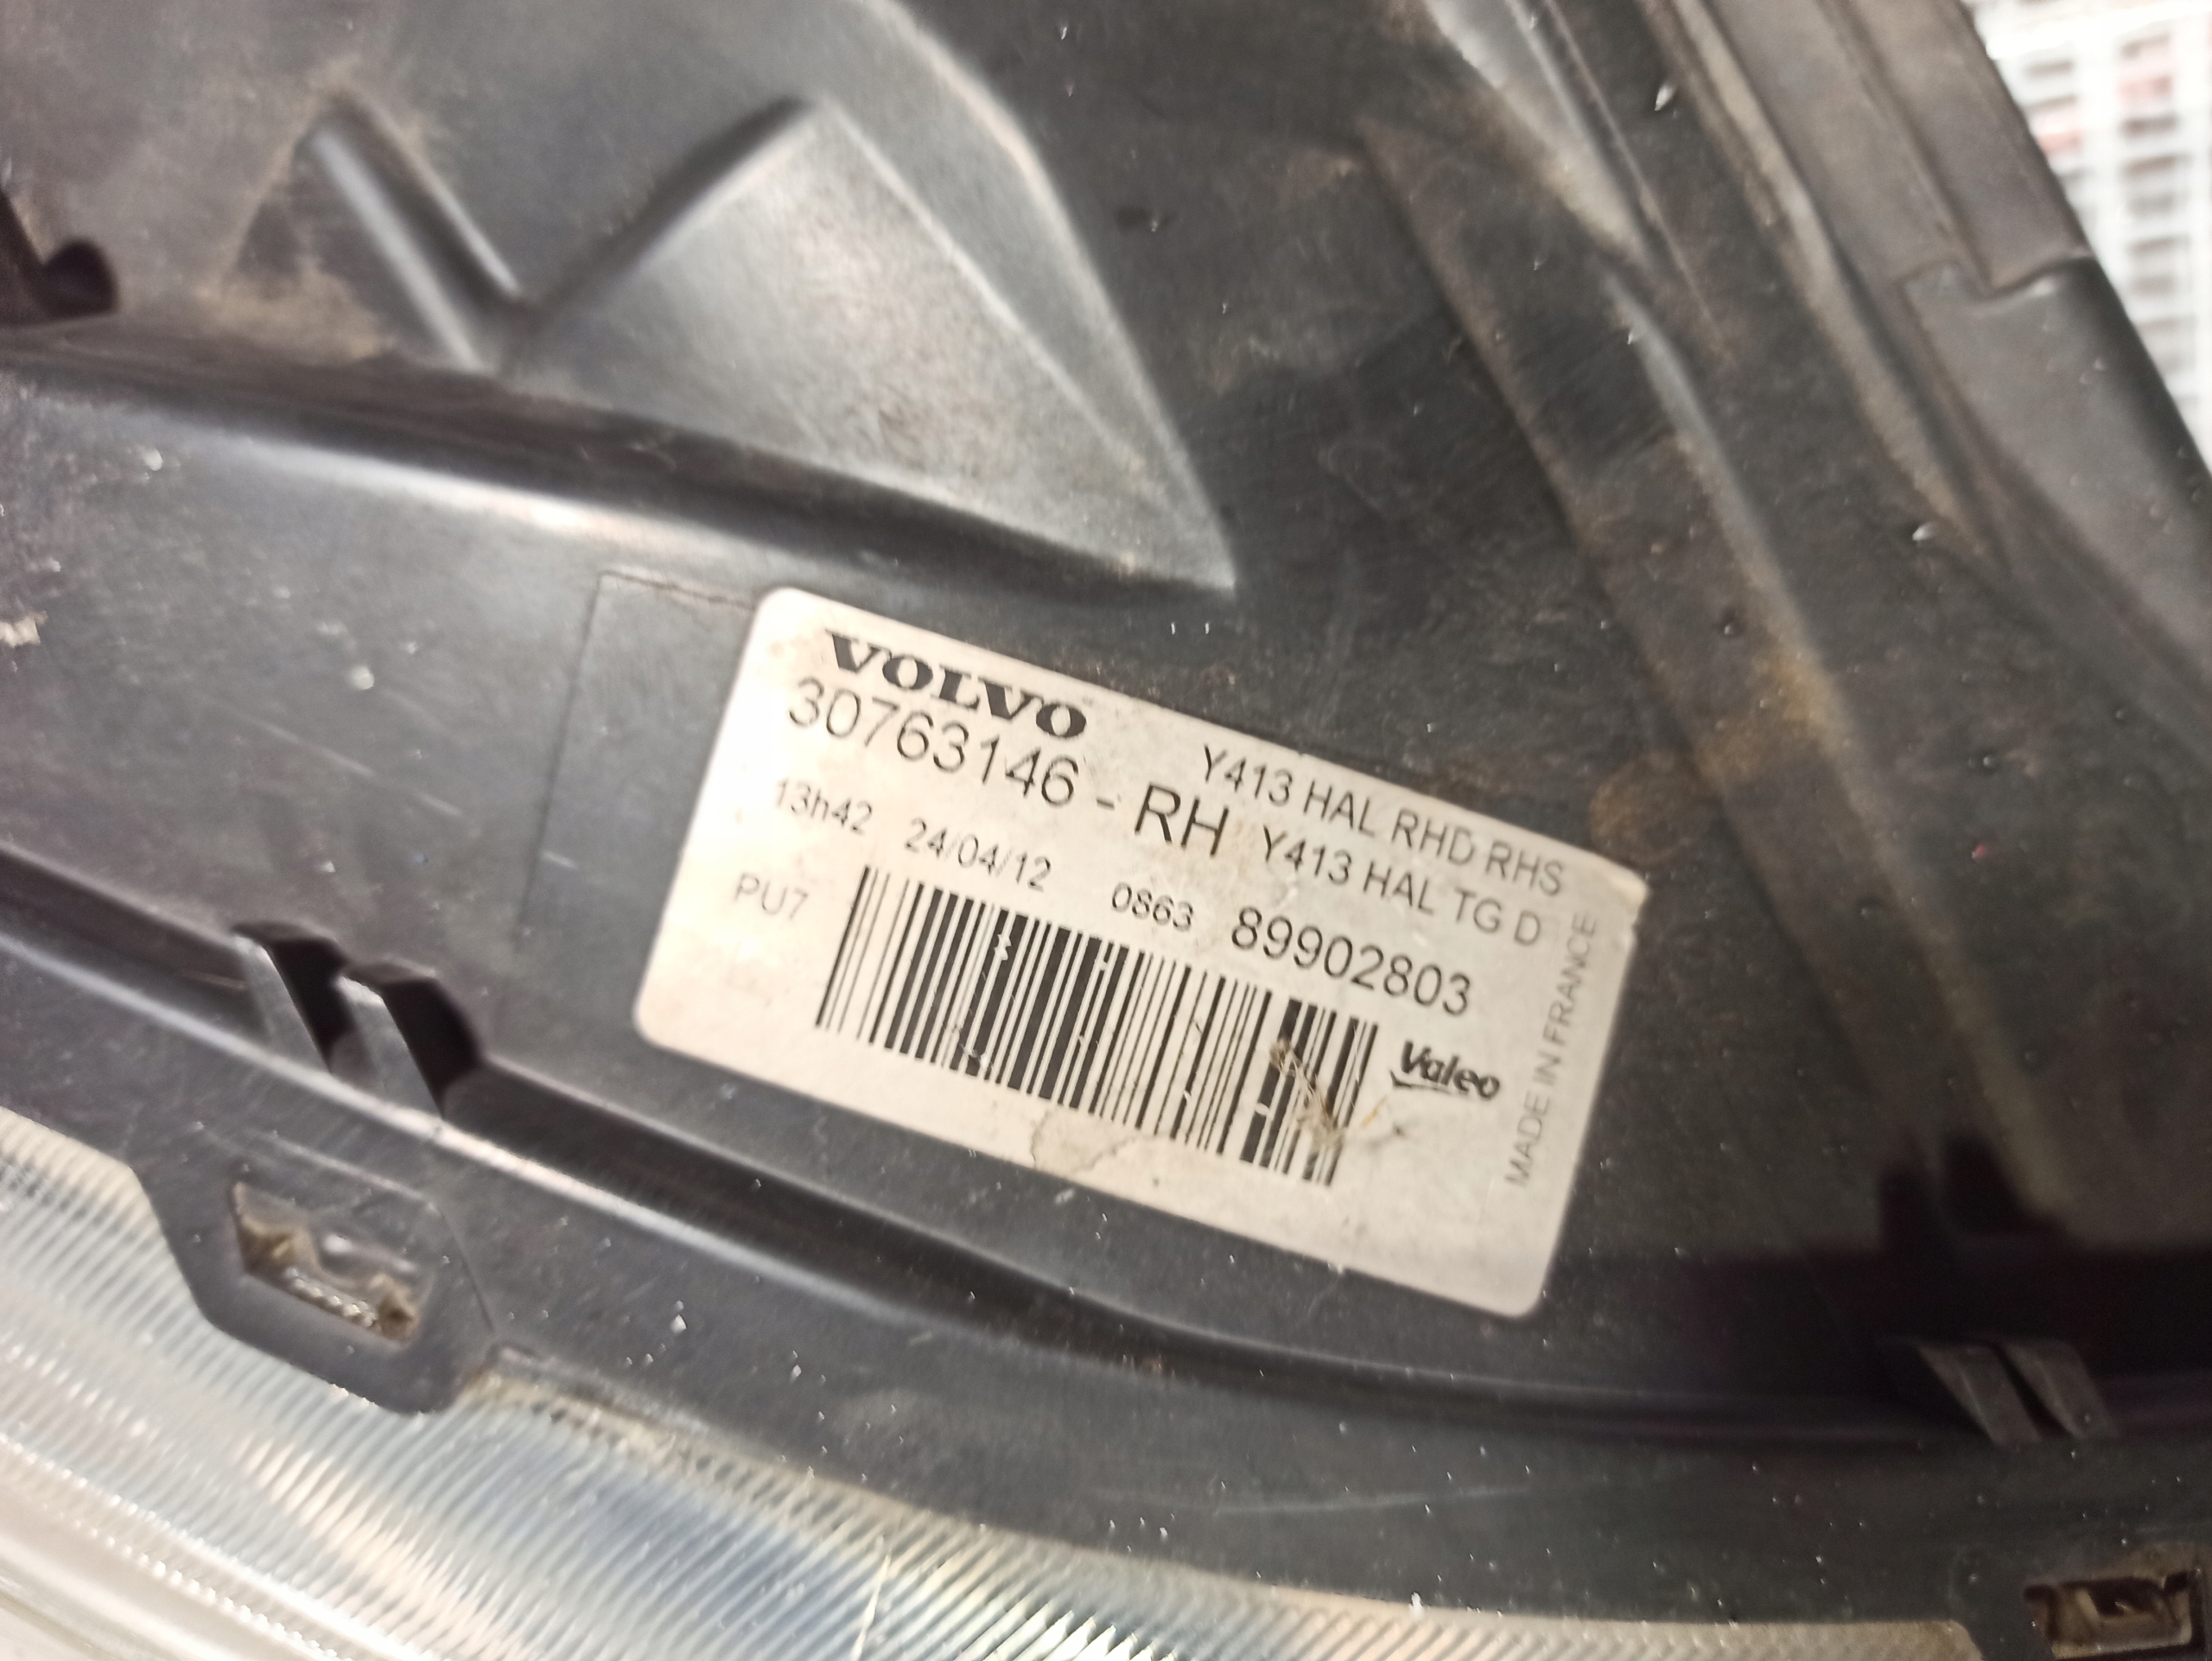 VOLVO
Y413 HAL RHD RHS
30763146 - RH Y413 HAL TG D
13h42 24/04/12 0863 89902803
PU7
Valeo
MADE IN FRANCE